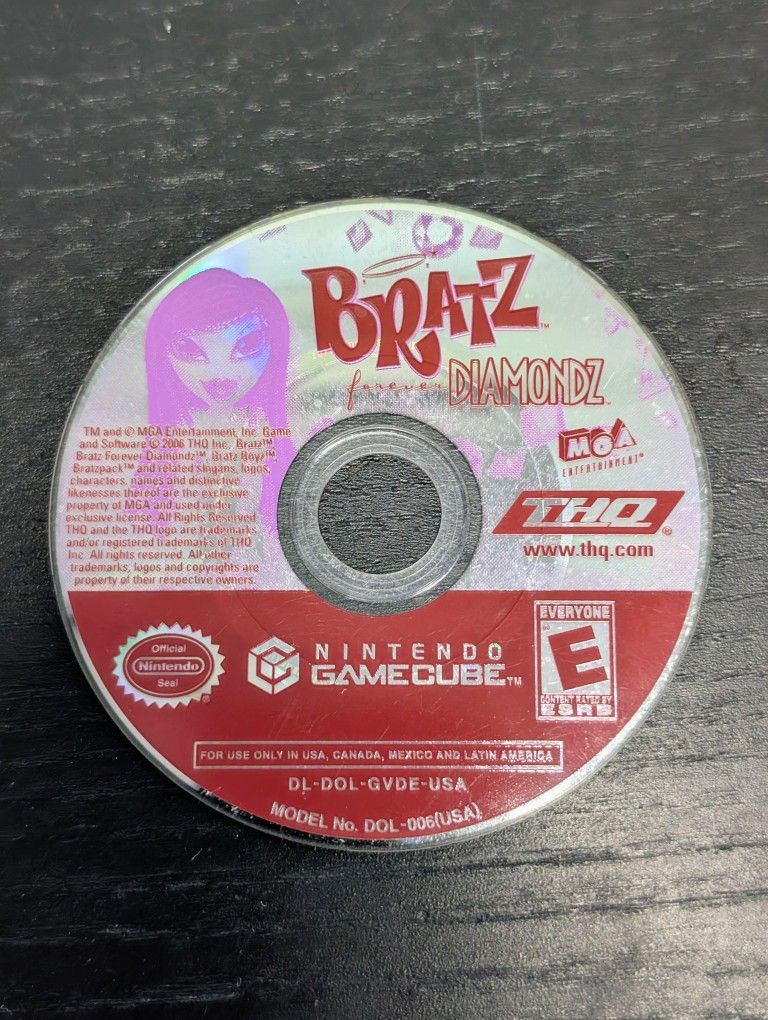 BRATZ™
forever DIAMONDZ™
TM and © MGA Entertainment, Inc. Game
and Software © 2006 THQ Inc., Bratz™,
Bratz Forever Diamondz™, Bratz Boyz™,
Bratzpack™ and related slogans, logos,
characters, names and distinctive
likenesses thereof are the exclusive
property of MGA and used under
exclusive license. All Rights Reserved
THQ and the THQ logo are trademarks
and/or registered trademarks of THQ
Inc. All rights reserved. All other
trademarks, logos and copyrights are
property of their respective owners.
MGA
ENTERTAINMENT®
THQ®
www.thq.com
Official
Nintendo
Seal
®
NINTENDO
GAMECUBE™
EVERYONE
E
CONTENT RATED BY
ESRB
FOR USE ONLY IN USA, CANADA, MEXICO AND LATIN AMERICA
DL-DOL-GVDE-USA
MODEL No. DOL-006(USA)